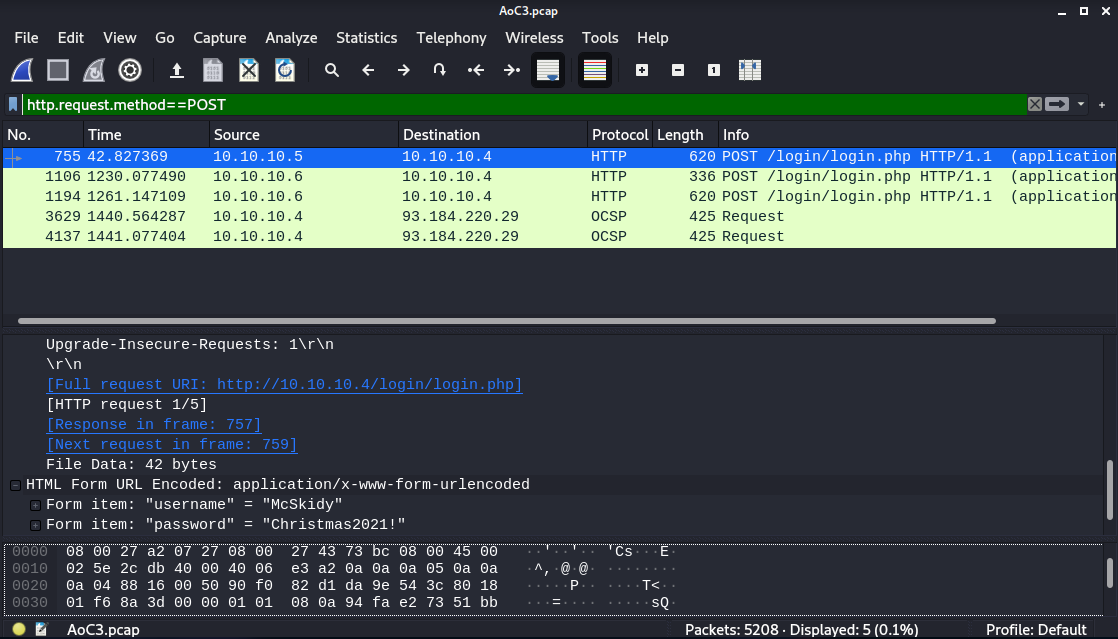 AoC3.pcap
File Edit View Go Capture Analyze Statistics Telephony Wireless Tools Help
http.request.method==POST
No. Time Source Destination Protocol Length Info
755 42.827369 10.10.10.5 10.10.10.4 HTTP 620 POST /login/login.php HTTP/1.1 (application
1106 1230.077490 10.10.10.6 10.10.10.4 HTTP 336 POST /login/login.php HTTP/1.1 (application
1194 1261.147109 10.10.10.6 10.10.10.4 HTTP 620 POST /login/login.php HTTP/1.1 (application
3629 1440.564287 10.10.10.4 93.184.220.29 OCSP 425 Request
4137 1441.077404 10.10.10.4 93.184.220.29 OCSP 425 Request
Upgrade-Insecure-Requests: 1\r\n
\r\n
[Full request URI: http://10.10.10.4/login/login.php]
[HTTP request 1/5]
[Response in frame: 757]
[Next request in frame: 759]
File Data: 42 bytes
HTML Form URL Encoded: application/x-www-form-urlencoded
Form item: "username" = "McSkidy"
Form item: "password" = "Christmas2021!"
0000 08 00 27 a2 07 27 08 00 27 43 73 bc 08 00 45 00 ··'··'·· 'Cs···E·
0010 02 5e 2c db 40 00 40 06 e3 a2 0a 0a 0a 05 0a 0a ·^,·@·@· ········
0020 0a 04 88 16 00 50 90 f0 82 d1 da 9e 54 3c 80 18 ·····P·· ····T<··
0030 01 f6 8a 3d 00 00 01 01 08 0a 94 fa e2 73 51 bb ···=···· ·····sQ·
AoC3.pcap Packets: 5208 · Displayed: 5 (0.1%) Profile: Default